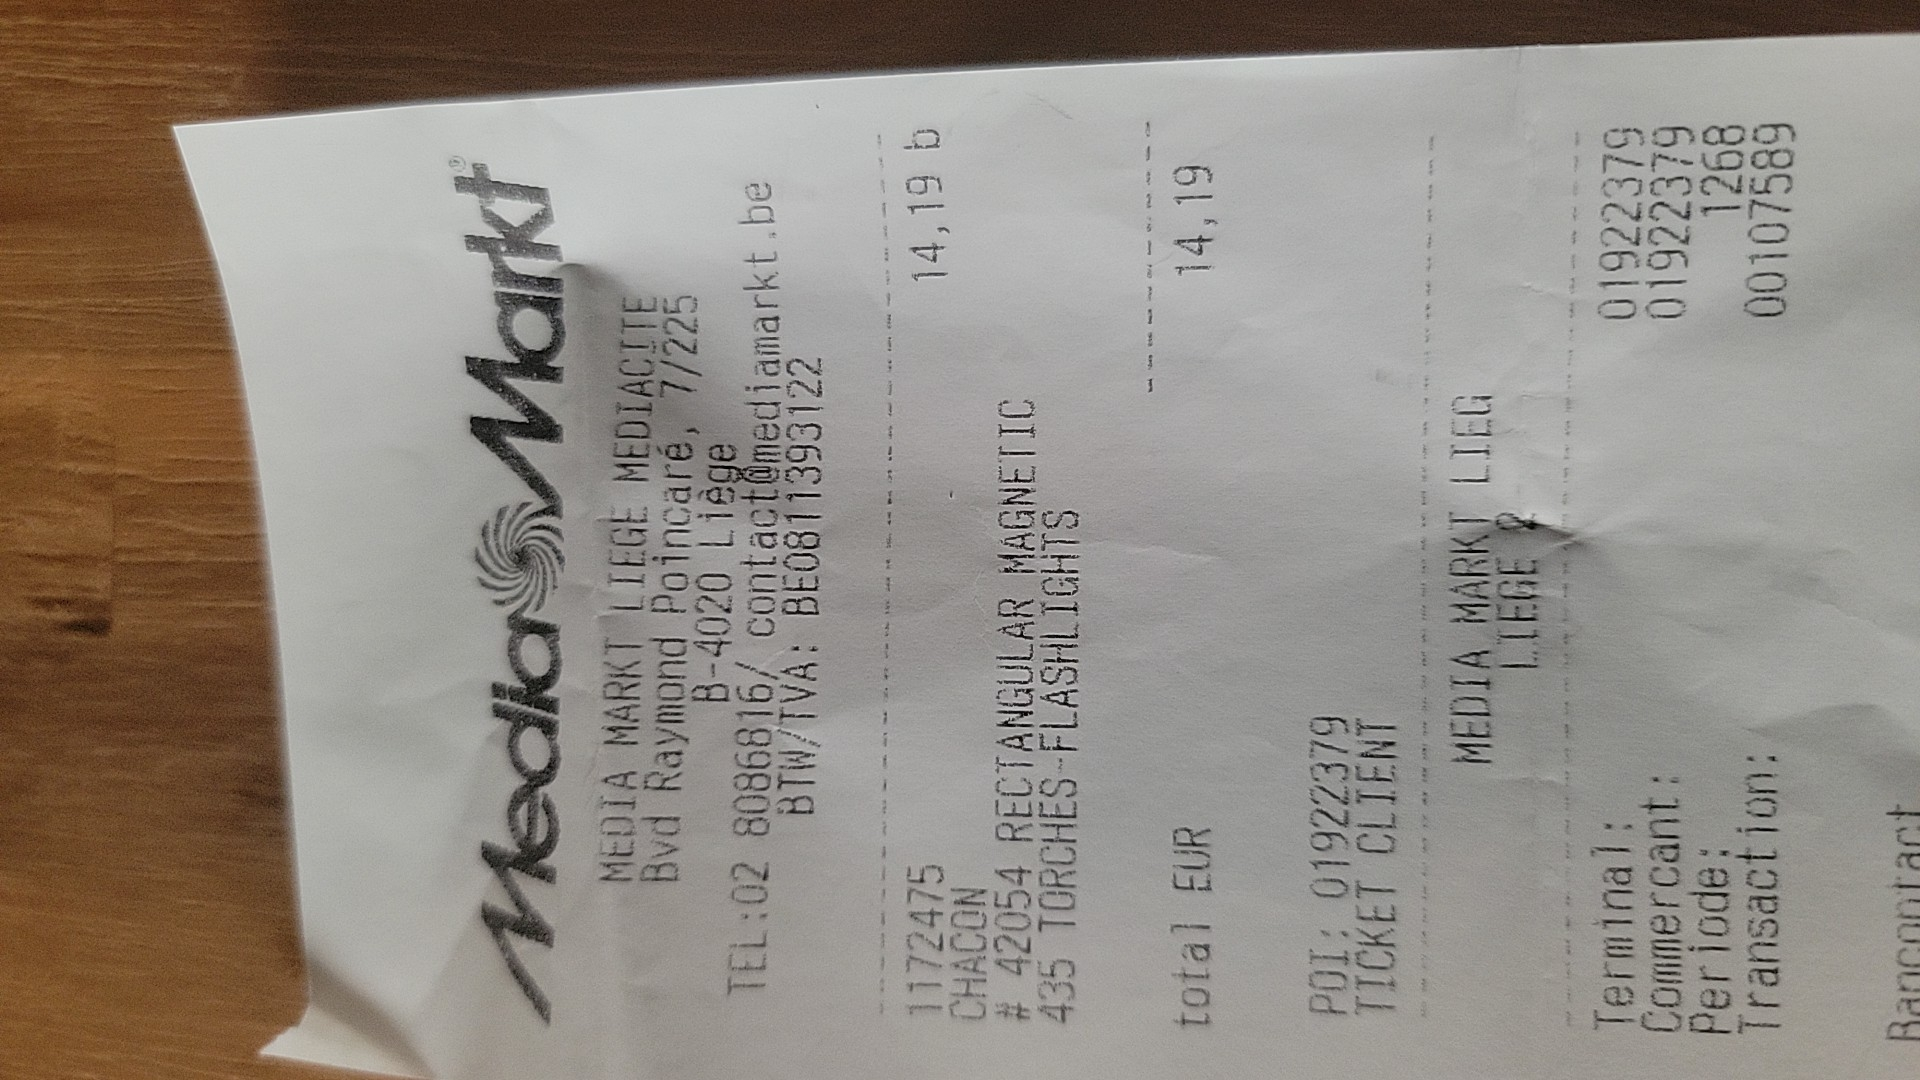 MediaMarkt®
MEDIA MARKT LIEGE MEDIACITE
Bvd Raymond Poincaré, 7/225
B-4020 Liège
TEL:02 8086816/ contact@mediamarkt.be
BTW/TVA: BE0811393122
1172475 14,19 b
CHACON
# 42054 RECTANGULAR MAGNETIC
435 TORCHES-FLASHLIGHTS
total EUR 14,19
POI: 01922379
TICKET CLIENT
MEDIA MARKT LIEG
LIEGE
Terminal: 01922379
Commercant: 01922379
Periode: 1268
Transaction: 00107589
Bancontact